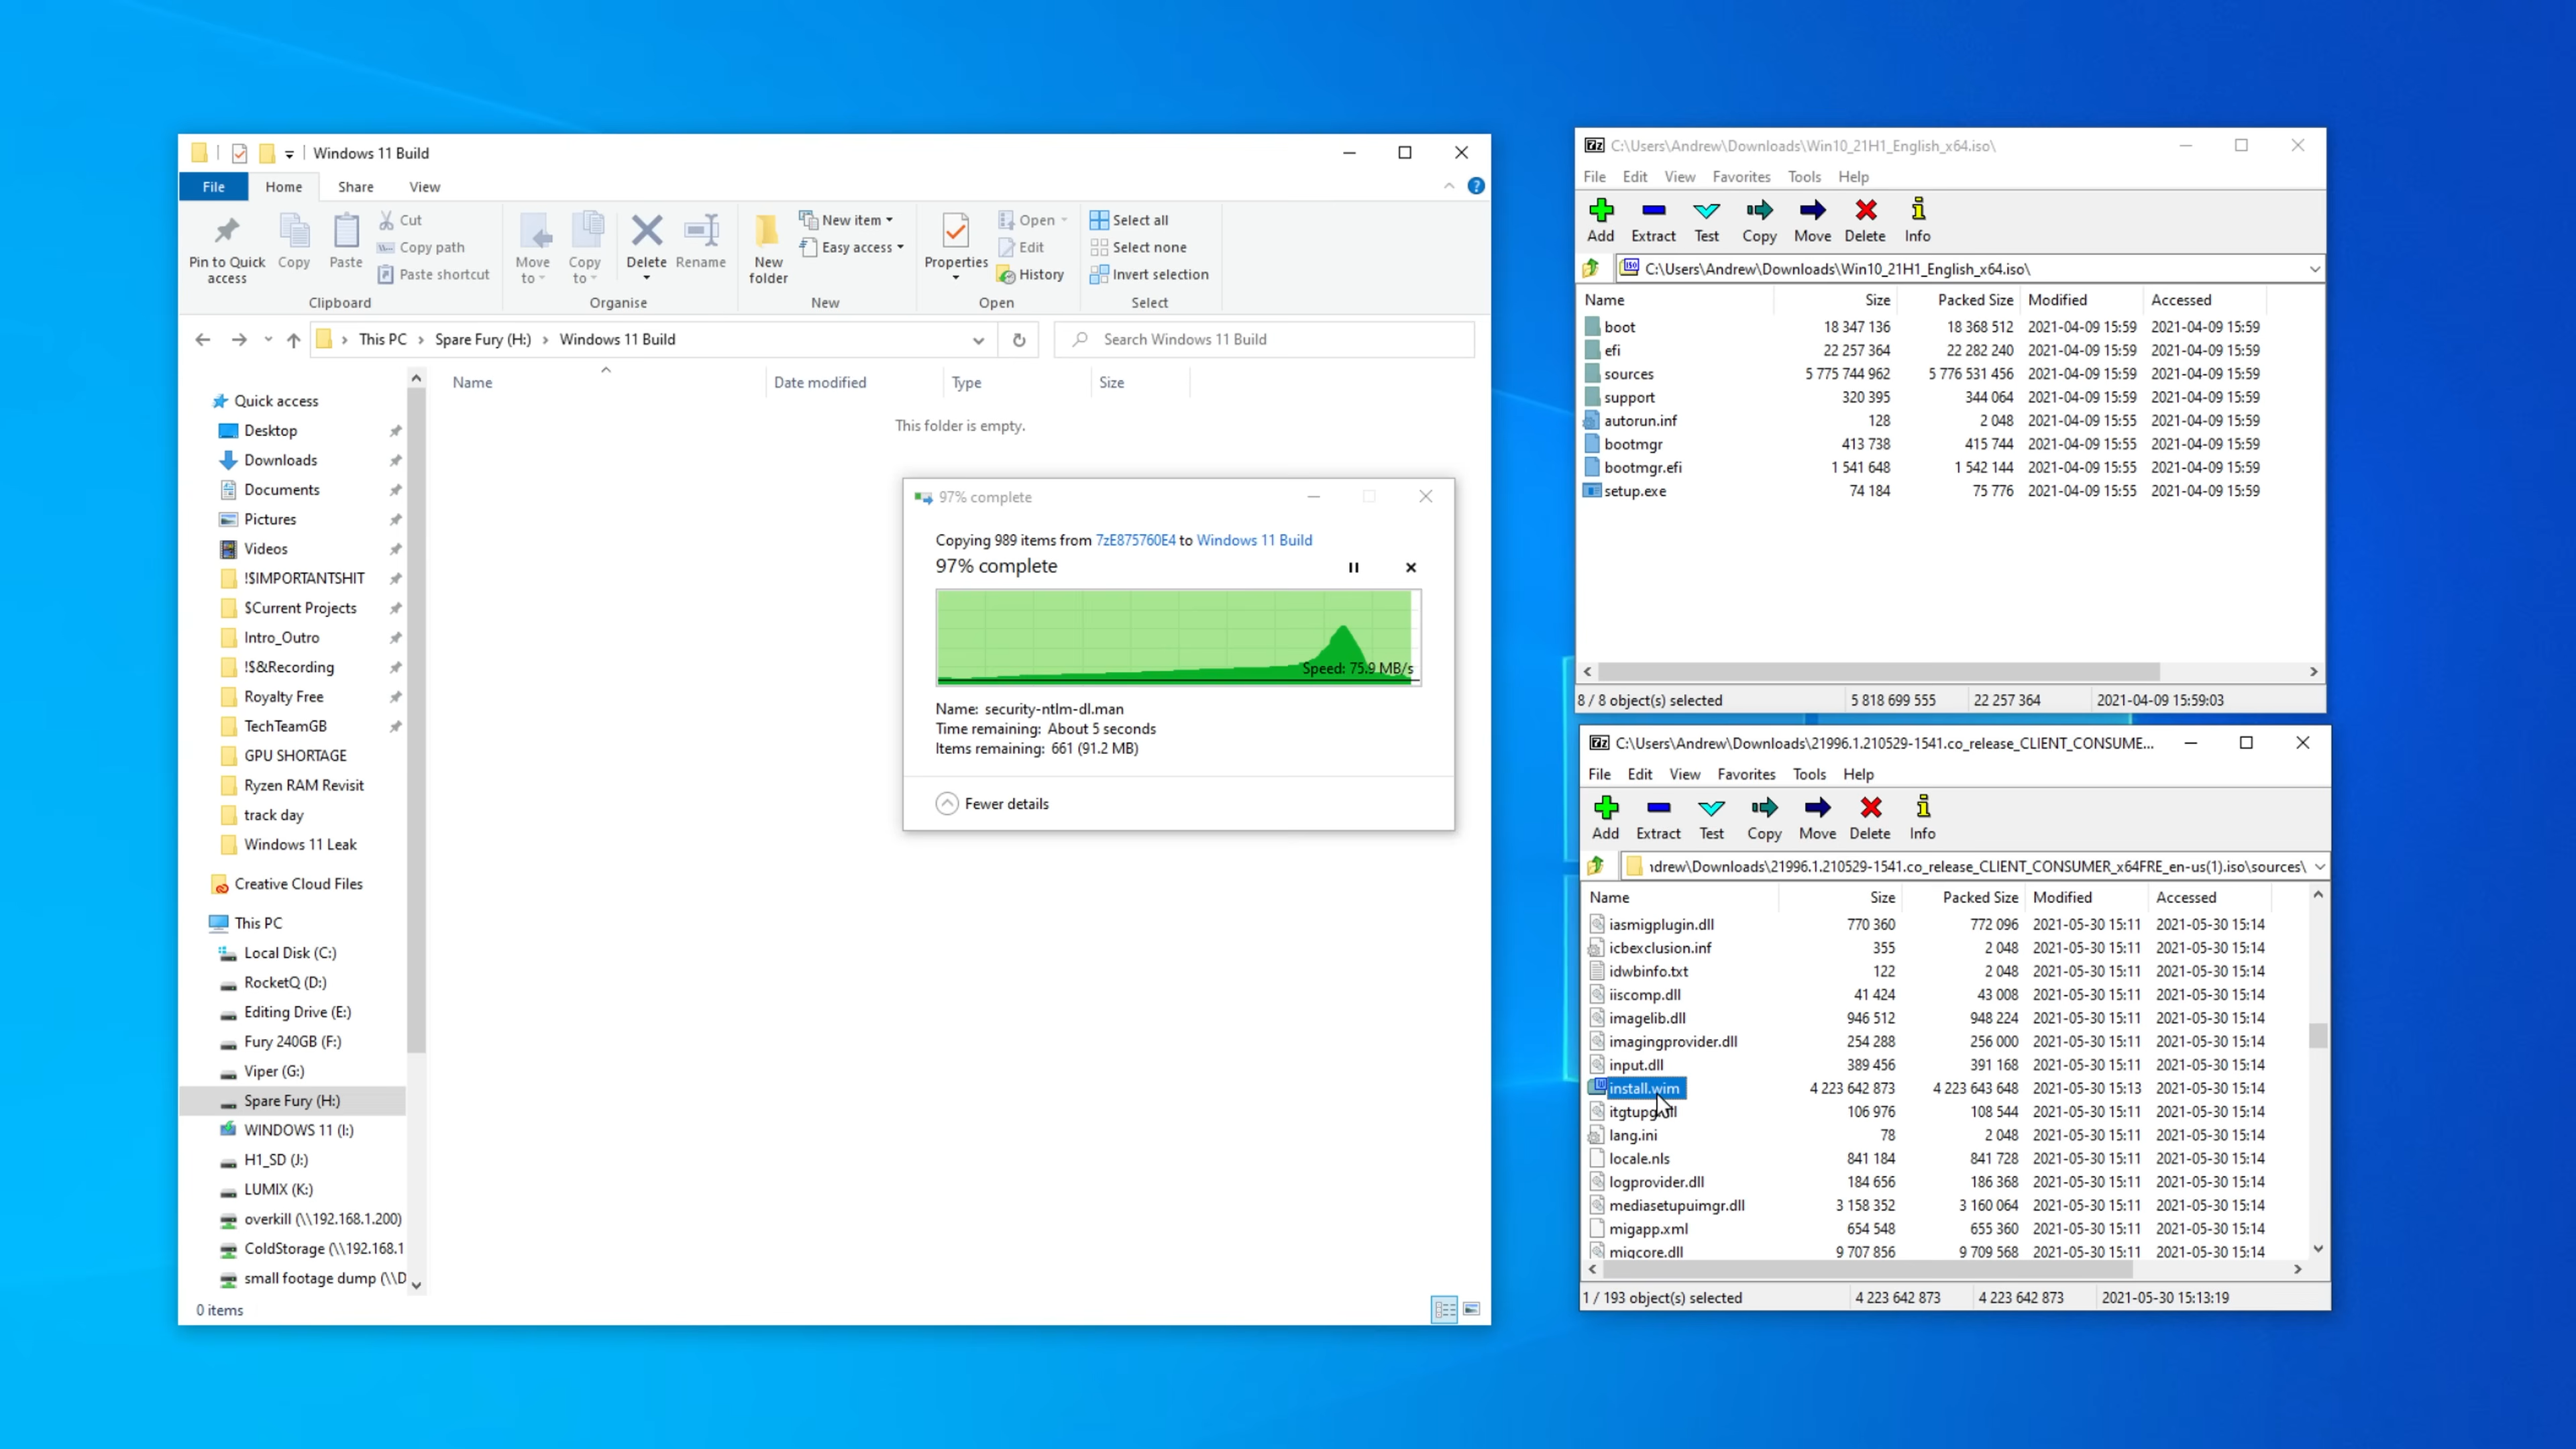 Windows 11 Build
File Home Share View
Pin to Quick access
Copy
Paste
Cut
Copy path
Paste shortcut
Clipboard
Move to
Copy to
Delete
Rename
Organise
New folder
New item
Easy access
New
Properties
Open
Edit
History
Open
Select all
Select none
Invert selection
Select
This PC Spare Fury (H:) Windows 11 Build
Search Windows 11 Build
Name Date modified Type Size
This folder is empty.
Quick access
Desktop
Downloads
Documents
Pictures
Videos
!$IMPORTANTSHIT
$Current Projects
Intro_Outro
!$&Recording
Royalty Free
TechTeamGB
GPU SHORTAGE
Ryzen RAM Revisit
track day
Windows 11 Leak
Creative Cloud Files
This PC
Local Disk (C:)
RocketQ (D:)
Editing Drive (E:)
Fury 240GB (F:)
Viper (G:)
Spare Fury (H:)
WINDOWS 11 (I:)
H1_SD (J:)
LUMIX (K:)
overkill (\\192.168.1.200)
ColdStorage (\\192.168.1
small footage dump (\\D
0 items
97% complete
Copying 989 items from 7zE875760E4 to Windows 11 Build
97% complete
Speed: 75.9 MB/s
Name: security-ntlm-dl.man
Time remaining: About 5 seconds
Items remaining: 661 (91.2 MB)
Fewer details
7z C:\Users\Andrew\Downloads\Win10_21H1_English_x64.iso\
File Edit View Favorites Tools Help
Add Extract Test Copy Move Delete Info
C:\Users\Andrew\Downloads\Win10_21H1_English_x64.iso\
Name Size Packed Size Modified Accessed
boot 18 347 136 18 368 512 2021-04-09 15:59 2021-04-09 15:59
efi 22 257 364 22 282 240 2021-04-09 15:59 2021-04-09 15:59
sources 5 775 744 962 5 776 531 456 2021-04-09 15:59 2021-04-09 15:59
support 320 395 344 064 2021-04-09 15:59 2021-04-09 15:59
autorun.inf 128 2 048 2021-04-09 15:55 2021-04-09 15:59
bootmgr 413 738 415 744 2021-04-09 15:55 2021-04-09 15:59
bootmgr.efi 1 541 648 1 542 144 2021-04-09 15:55 2021-04-09 15:59
setup.exe 74 184 75 776 2021-04-09 15:55 2021-04-09 15:59
8 / 8 object(s) selected 5 818 699 555 22 257 364 2021-04-09 15:59:03
7z C:\Users\Andrew\Downloads\21996.1.210529-1541.co_release_CLIENT_CONSUME...
File Edit View Favorites Tools Help
Add Extract Test Copy Move Delete Info
ndrew\Downloads\21996.1.210529-1541.co_release_CLIENT_CONSUMER_x64FRE_en-us(1).iso\sources\
Name Size Packed Size Modified Accessed
iasmigplugin.dll 770 360 772 096 2021-05-30 15:11 2021-05-30 15:14
icbexclusion.inf 355 2 048 2021-05-30 15:11 2021-05-30 15:14
idwbinfo.txt 122 2 048 2021-05-30 15:11 2021-05-30 15:14
iiscomp.dll 41 424 43 008 2021-05-30 15:11 2021-05-30 15:14
imagelib.dll 946 512 948 224 2021-05-30 15:11 2021-05-30 15:14
imagingprovider.dll 254 288 256 000 2021-05-30 15:11 2021-05-30 15:14
input.dll 389 456 391 168 2021-05-30 15:11 2021-05-30 15:14
install.wim 4 223 642 873 4 223 643 648 2021-05-30 15:13 2021-05-30 15:14
106 976 108 544 2021-05-30 15:11 2021-05-30 15:14
lang.ini 78 2 048 2021-05-30 15:11 2021-05-30 15:14
locale.nls 841 184 841 728 2021-05-30 15:11 2021-05-30 15:14
logprovider.dll 184 656 186 368 2021-05-30 15:11 2021-05-30 15:14
mediasetupuimgr.dll 3 158 352 3 160 064 2021-05-30 15:11 2021-05-30 15:14
migapp.xml 654 548 655 360 2021-05-30 15:11 2021-05-30 15:14
migcore.dll 9 707 856 9 709 568 2021-05-30 15:11 2021-05-30 15:14
1 / 193 object(s) selected 4 223 642 873 4 223 642 873 2021-05-30 15:13:19